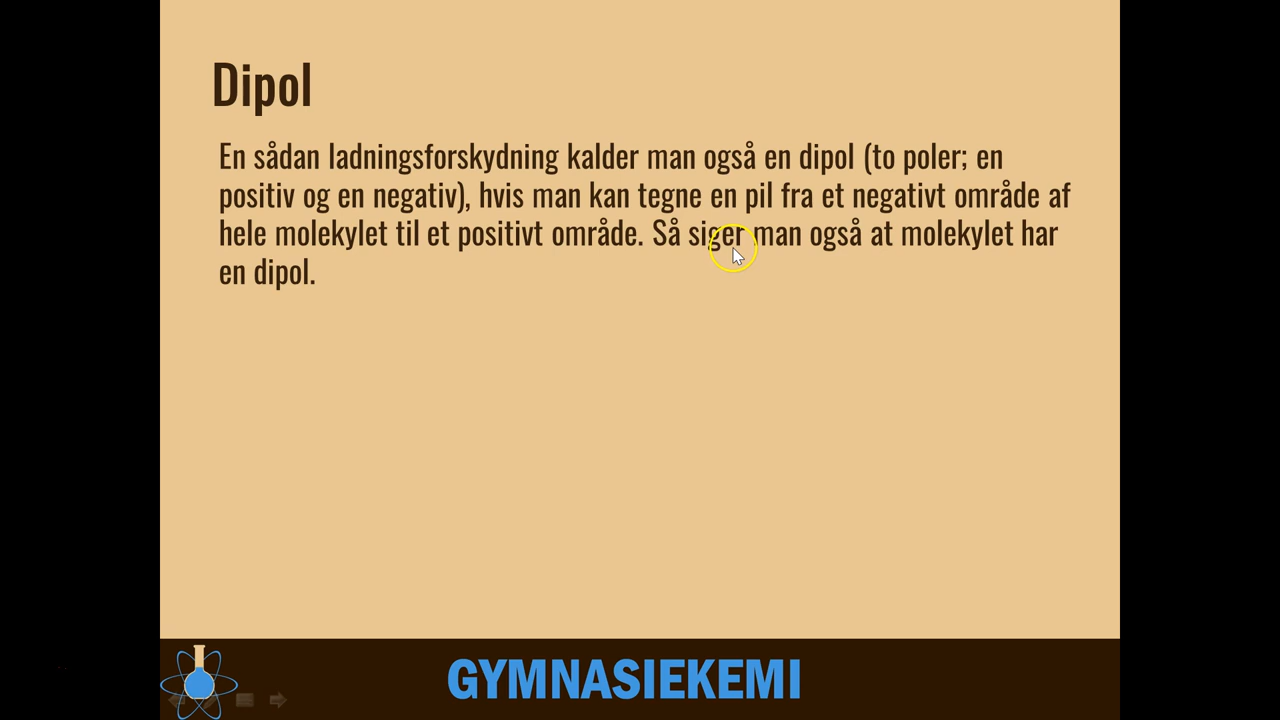 Dipol
En sådan ladningsforskydning kalder man også en dipol (to poler; en
positiv og en negativ), hvis man kan tegne en pil fra et negativt område af
hele molekylet til et positivt område. Så siger man også at molekylet har
en dipol.
GYMNASIEKEMI